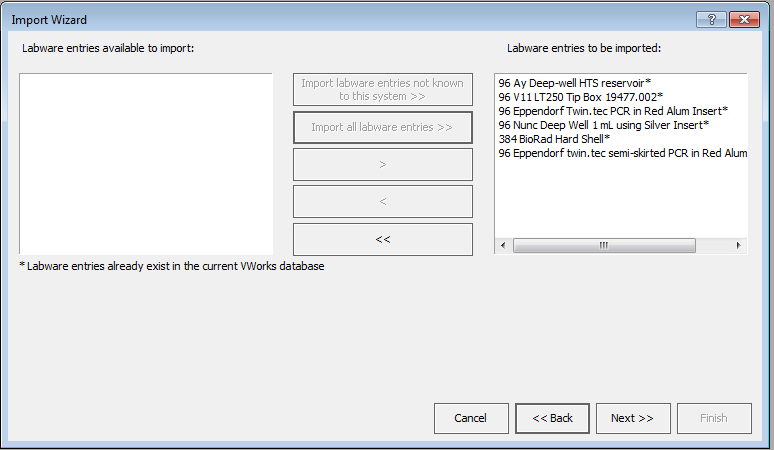 Import Wizard
Labware entries available to import:
Labware entries to be imported:
Import labware entries not known
to this system >>
Import all labware entries >>
>
<
<<
96 Ay Deep-well HTS reservoir*
96 V11 LT250 Tip Box 19477.002*
96 Eppendorf Twin.tec PCR in Red Alum Insert*
96 Nunc Deep Well 1 mL using Silver Insert*
384 BioRad Hard Shell*
96 Eppendorf twin.tec semi-skirted PCR in Red Alum
* Labware entries already exist in the current VWorks database
Cancel
<< Back
Next >>
Finish